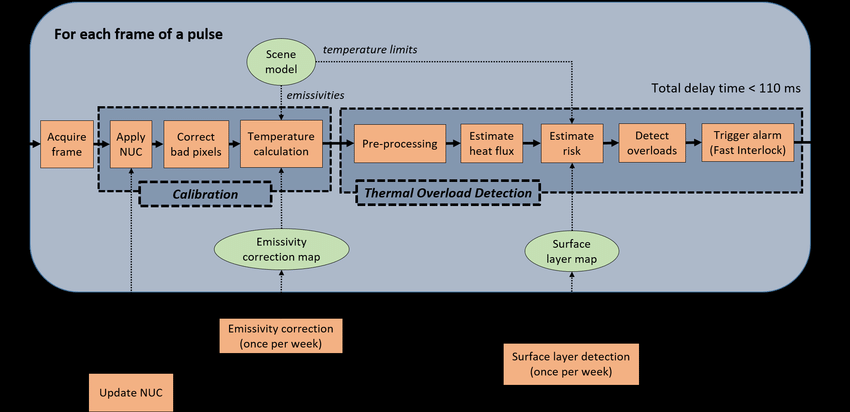 For each frame of a pulse
Scene
model
temperature limits
emissivities
Total delay time < 110 ms
Acquire
frame
Apply
NUC
Correct
bad pixels
Temperature
calculation
Pre-processing
Estimate
heat flux
Estimate
risk
Detect
overloads
Trigger alarm
(Fast Interlock)
Calibration
Thermal Overload Detection
Emissivity
correction map
Surface
layer map
Emissivity correction
(once per week)
Surface layer detection
(once per week)
Update NUC